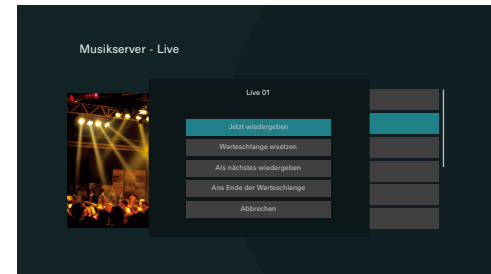 Musikserver - Live
Live 01
Jetzt wiedergeben
Warteschlange ersetzen
Als nächstes wiedergeben
Ans Ende der Warteschlange
Abbrechen